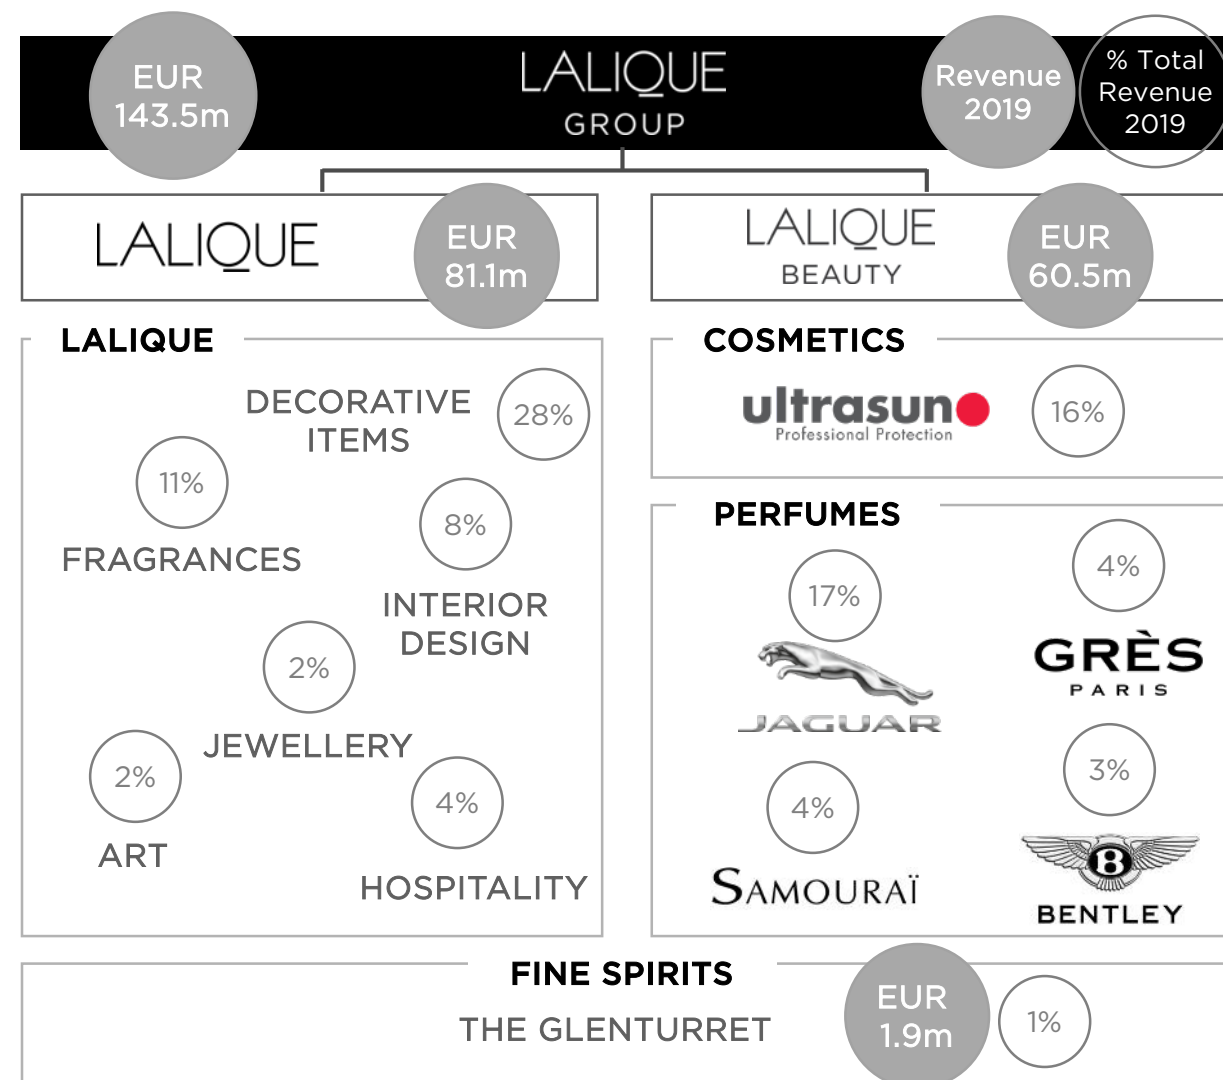 EUR
143.5m
LALIQUE
GROUP
Revenue
2019
% Total
Revenue
2019
LALIQUE
EUR
81.1m
LALIQUE
BEAUTY
EUR
60.5m
LALIQUE
DECORATIVE
ITEMS
28%
11%
FRAGRANCES
8%
INTERIOR
DESIGN
2%
JEWELLERY
2%
ART
4%
HOSPITALITY
COSMETICS
ultrasun
Professional Protection
16%
PERFUMES
17%
JAGUAR
4%
GRÈS
PARIS
4%
SAMOURAÏ
3%
B
BENTLEY
FINE SPIRITS
THE GLENTURRET
EUR
1.9m
1%